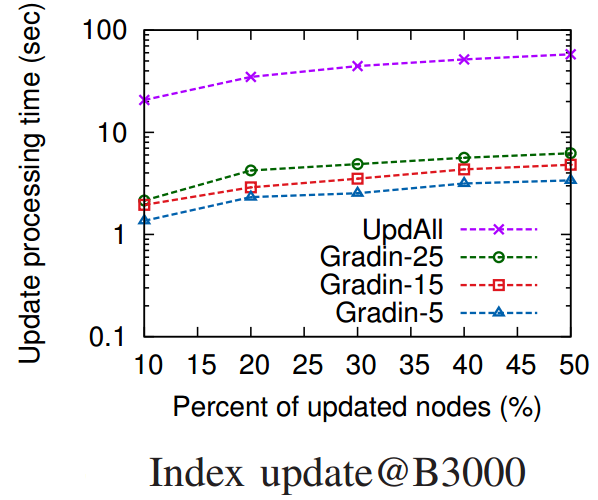 Update processing time (sec)
100
10
1
0.1
UpdAll
Gradin-25
Gradin-15
Gradin-5
10 15 20 25 30 35 40 45 50
Percent of updated nodes (%)
Index update@B3000